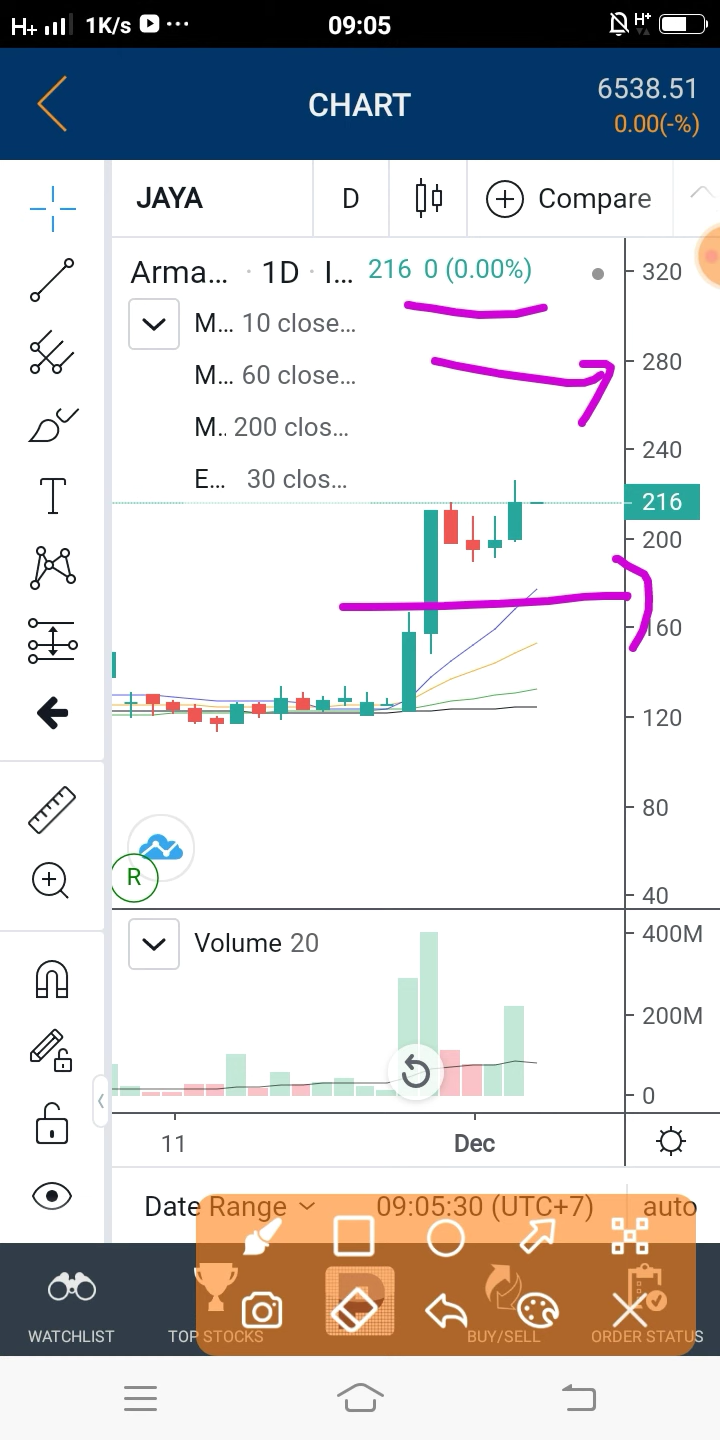 H+ 1K/s ... 09:05 H+
CHART
6538.51
0.00(-%)
JAYA D Compare
Arma... · 1D · I... 216 0 (0.00%)
M... 10 close...
M... 60 close...
M.. 200 clos...
E... 30 clos...
320
280
240
216
200
160
120
80
40
R
Volume 20
400M
200M
0
11 Dec
Date Range 09:05:30 (UTC+7) auto
WATCHLIST TOP STOCKS BUY/SELL ORDER STATUS